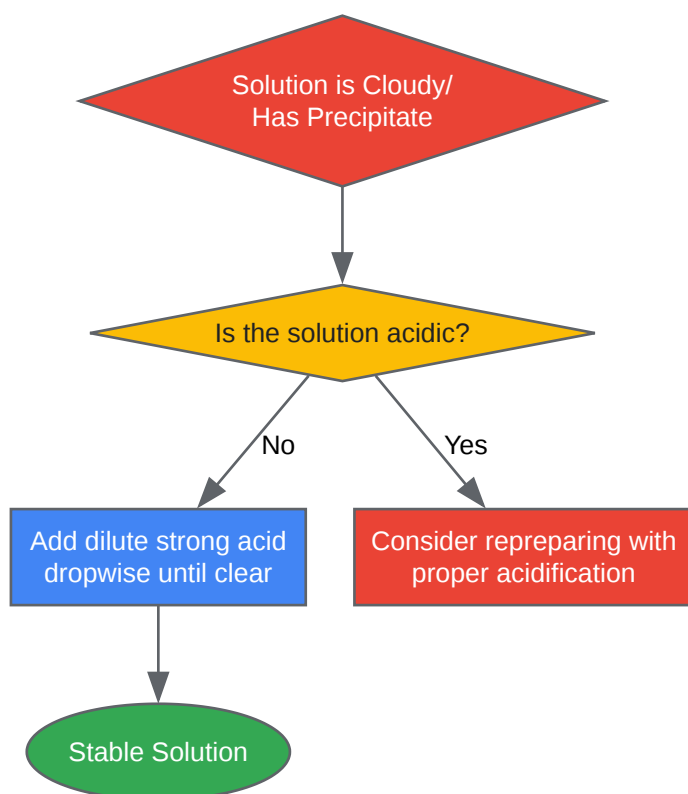 Solution is Cloudy/
Has Precipitate
Is the solution acidic?
No
Yes
Add dilute strong acid
dropwise until clear
Consider repreparing with
proper acidification
Stable Solution